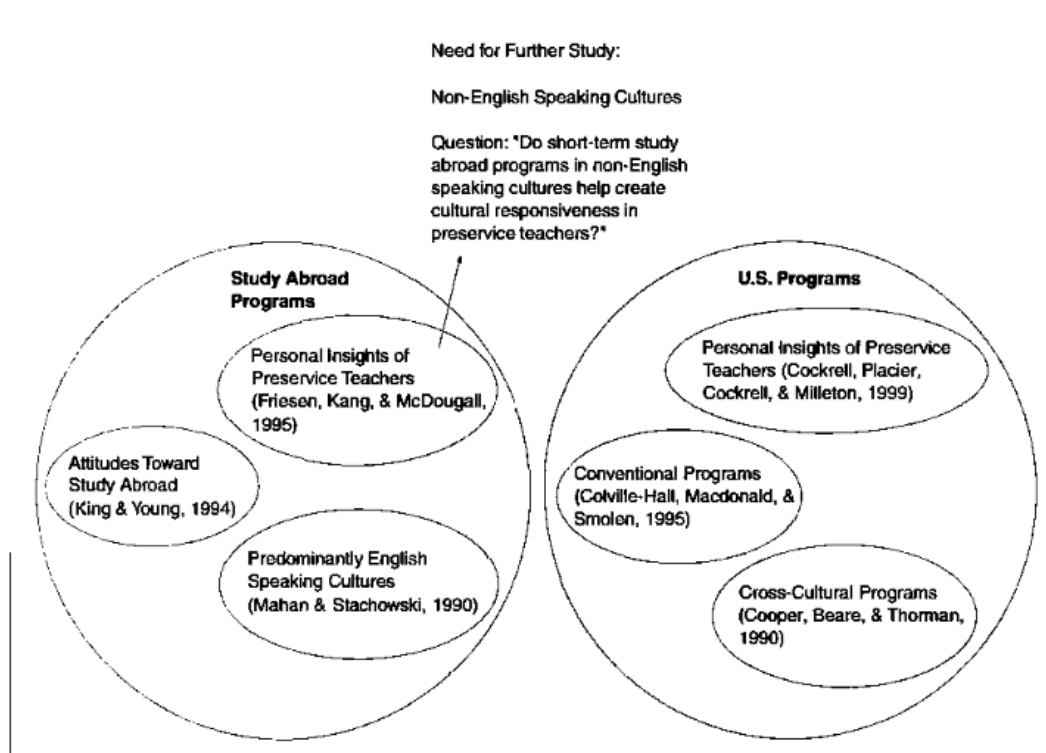 Need for Further Study:
Non-English Speaking Cultures
Question: "Do short-term study
abroad programs in non-English
speaking cultures help create
cultural responsiveness in
preservice teachers?"
Study Abroad
Programs
Personal Insights of
Preservice Teachers
(Friesen, Kang, & McDougall,
1995)
Attitudes Toward
Study Abroad
(King & Young, 1994)
Predominantly English
Speaking Cultures
(Mahan & Stachowski, 1990)
U.S. Programs
Personal Insights of Preservice
Teachers (Cockrell, Placier,
Cockrell, & Milleton, 1999)
Conventional Programs
(Colville-Hall, Macdonald, &
Smolen, 1995)
Cross-Cultural Programs
(Cooper, Beare, & Thorman,
1990)